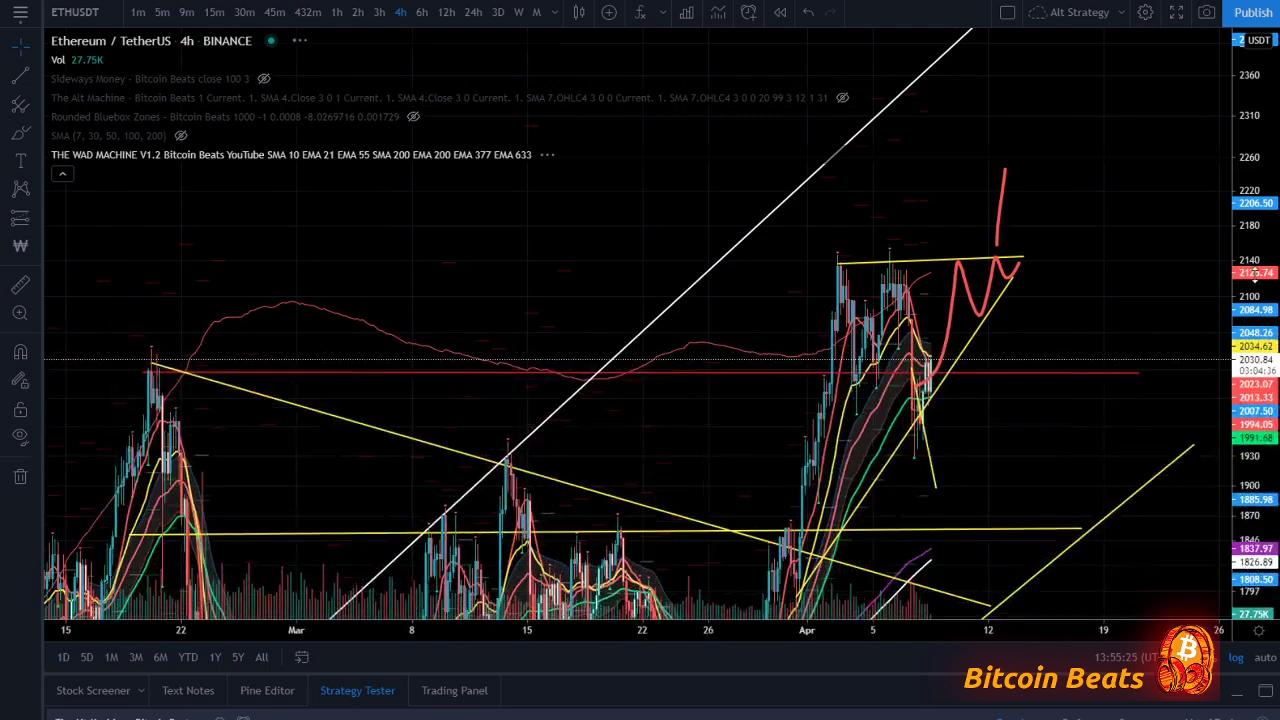 ETHUSDT 1m 5m 9m 15m 30m 45m 432m 1h 2h 3h 4h 6h 12h 24h 3D W M Alt Strategy Publish
Ethereum / TetherUS · 4h · BINANCE
USDT
Vol 27.75K
Sideways Money - Bitcoin Beats close 100 3
The Alt Machine - Bitcoin Beats 1 Current. 1. SMA 4.Close 3 0 1 Current. 1. SMA 4.Close 3 0 Current. 1. SMA 7.OHLC4 3 0 0 Current. 1. SMA 7.OHLC4 3 0 0 20 99 3 12 1 31
Rounded Bluebox Zones - Bitcoin Beats 1000 −1 0.0008 -8.0269716 0.001729
SMA (7, 30, 50, 100, 200)
THE WAD MACHINE V1.2 Bitcoin Beats YouTube SMA 10 EMA 21 EMA 55 SMA 200 EMA 200 EMA 377 EMA 633
2360
2310
2260
2220
2206.50
2180
2140
2100
2084.98
2048.26
2034.62
2030.84
03:04:36
2023.07
2013.33
2007.50
1994.05
1991.68
1930
1900
1885.98
1870
1846
1837.97
1826.89
1808.50
1797
27.75K
15 22 Mar 8 15 22 26 Apr 5 12 19 26
1D 5D 1M 3M 6M YTD 1Y 5Y All 13:55:25 log auto
Bitcoin Beats
Stock Screener Text Notes Pine Editor Strategy Tester Trading Panel